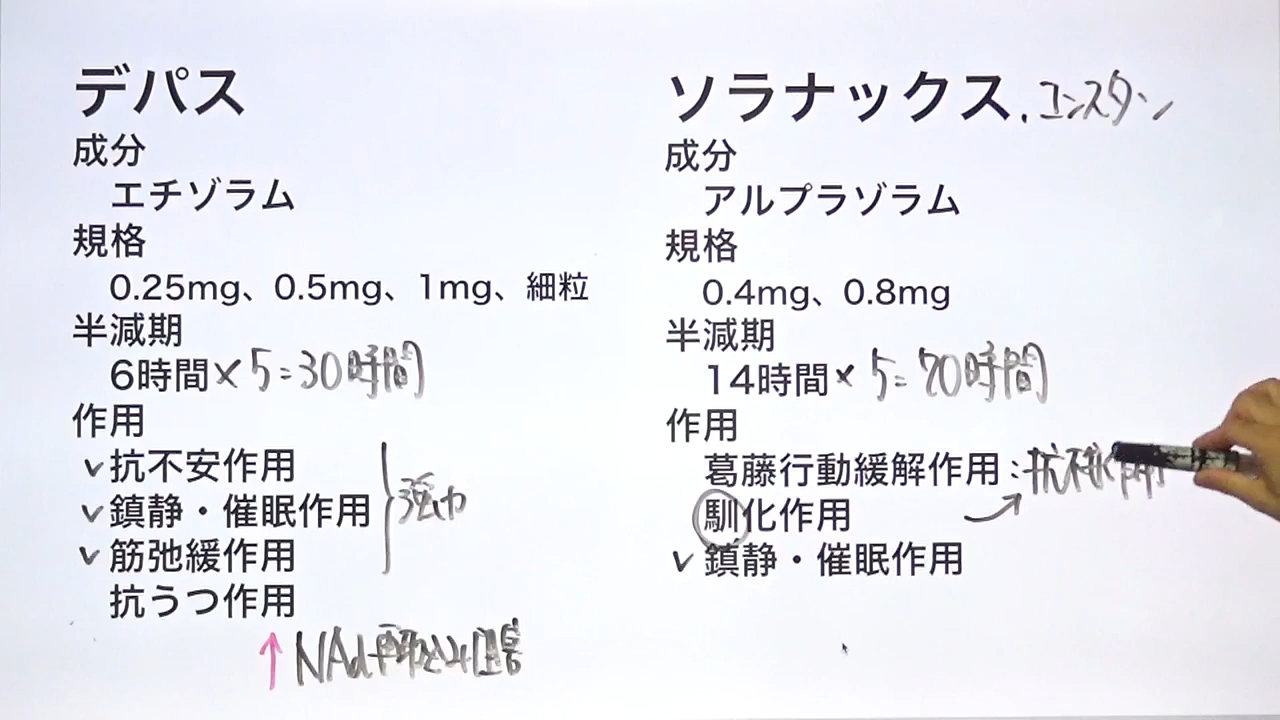 デパス
成分
エチゾラム
規格
0.25mg、0.5mg、1mg、細粒
半減期
6時間×5=30時間
作用
✓抗不安作用
✓鎮静・催眠作用
✓筋弛緩作用
強力
抗うつ作用
↑NAd再取り込み阻害
ソラナックス.コンスタン
成分
アルプラゾラム
規格
0.4mg、0.8mg
半減期
14時間×5=70時間
作用
葛藤行動緩解作用:抗不安作用
馴化作用
✓鎮静・催眠作用